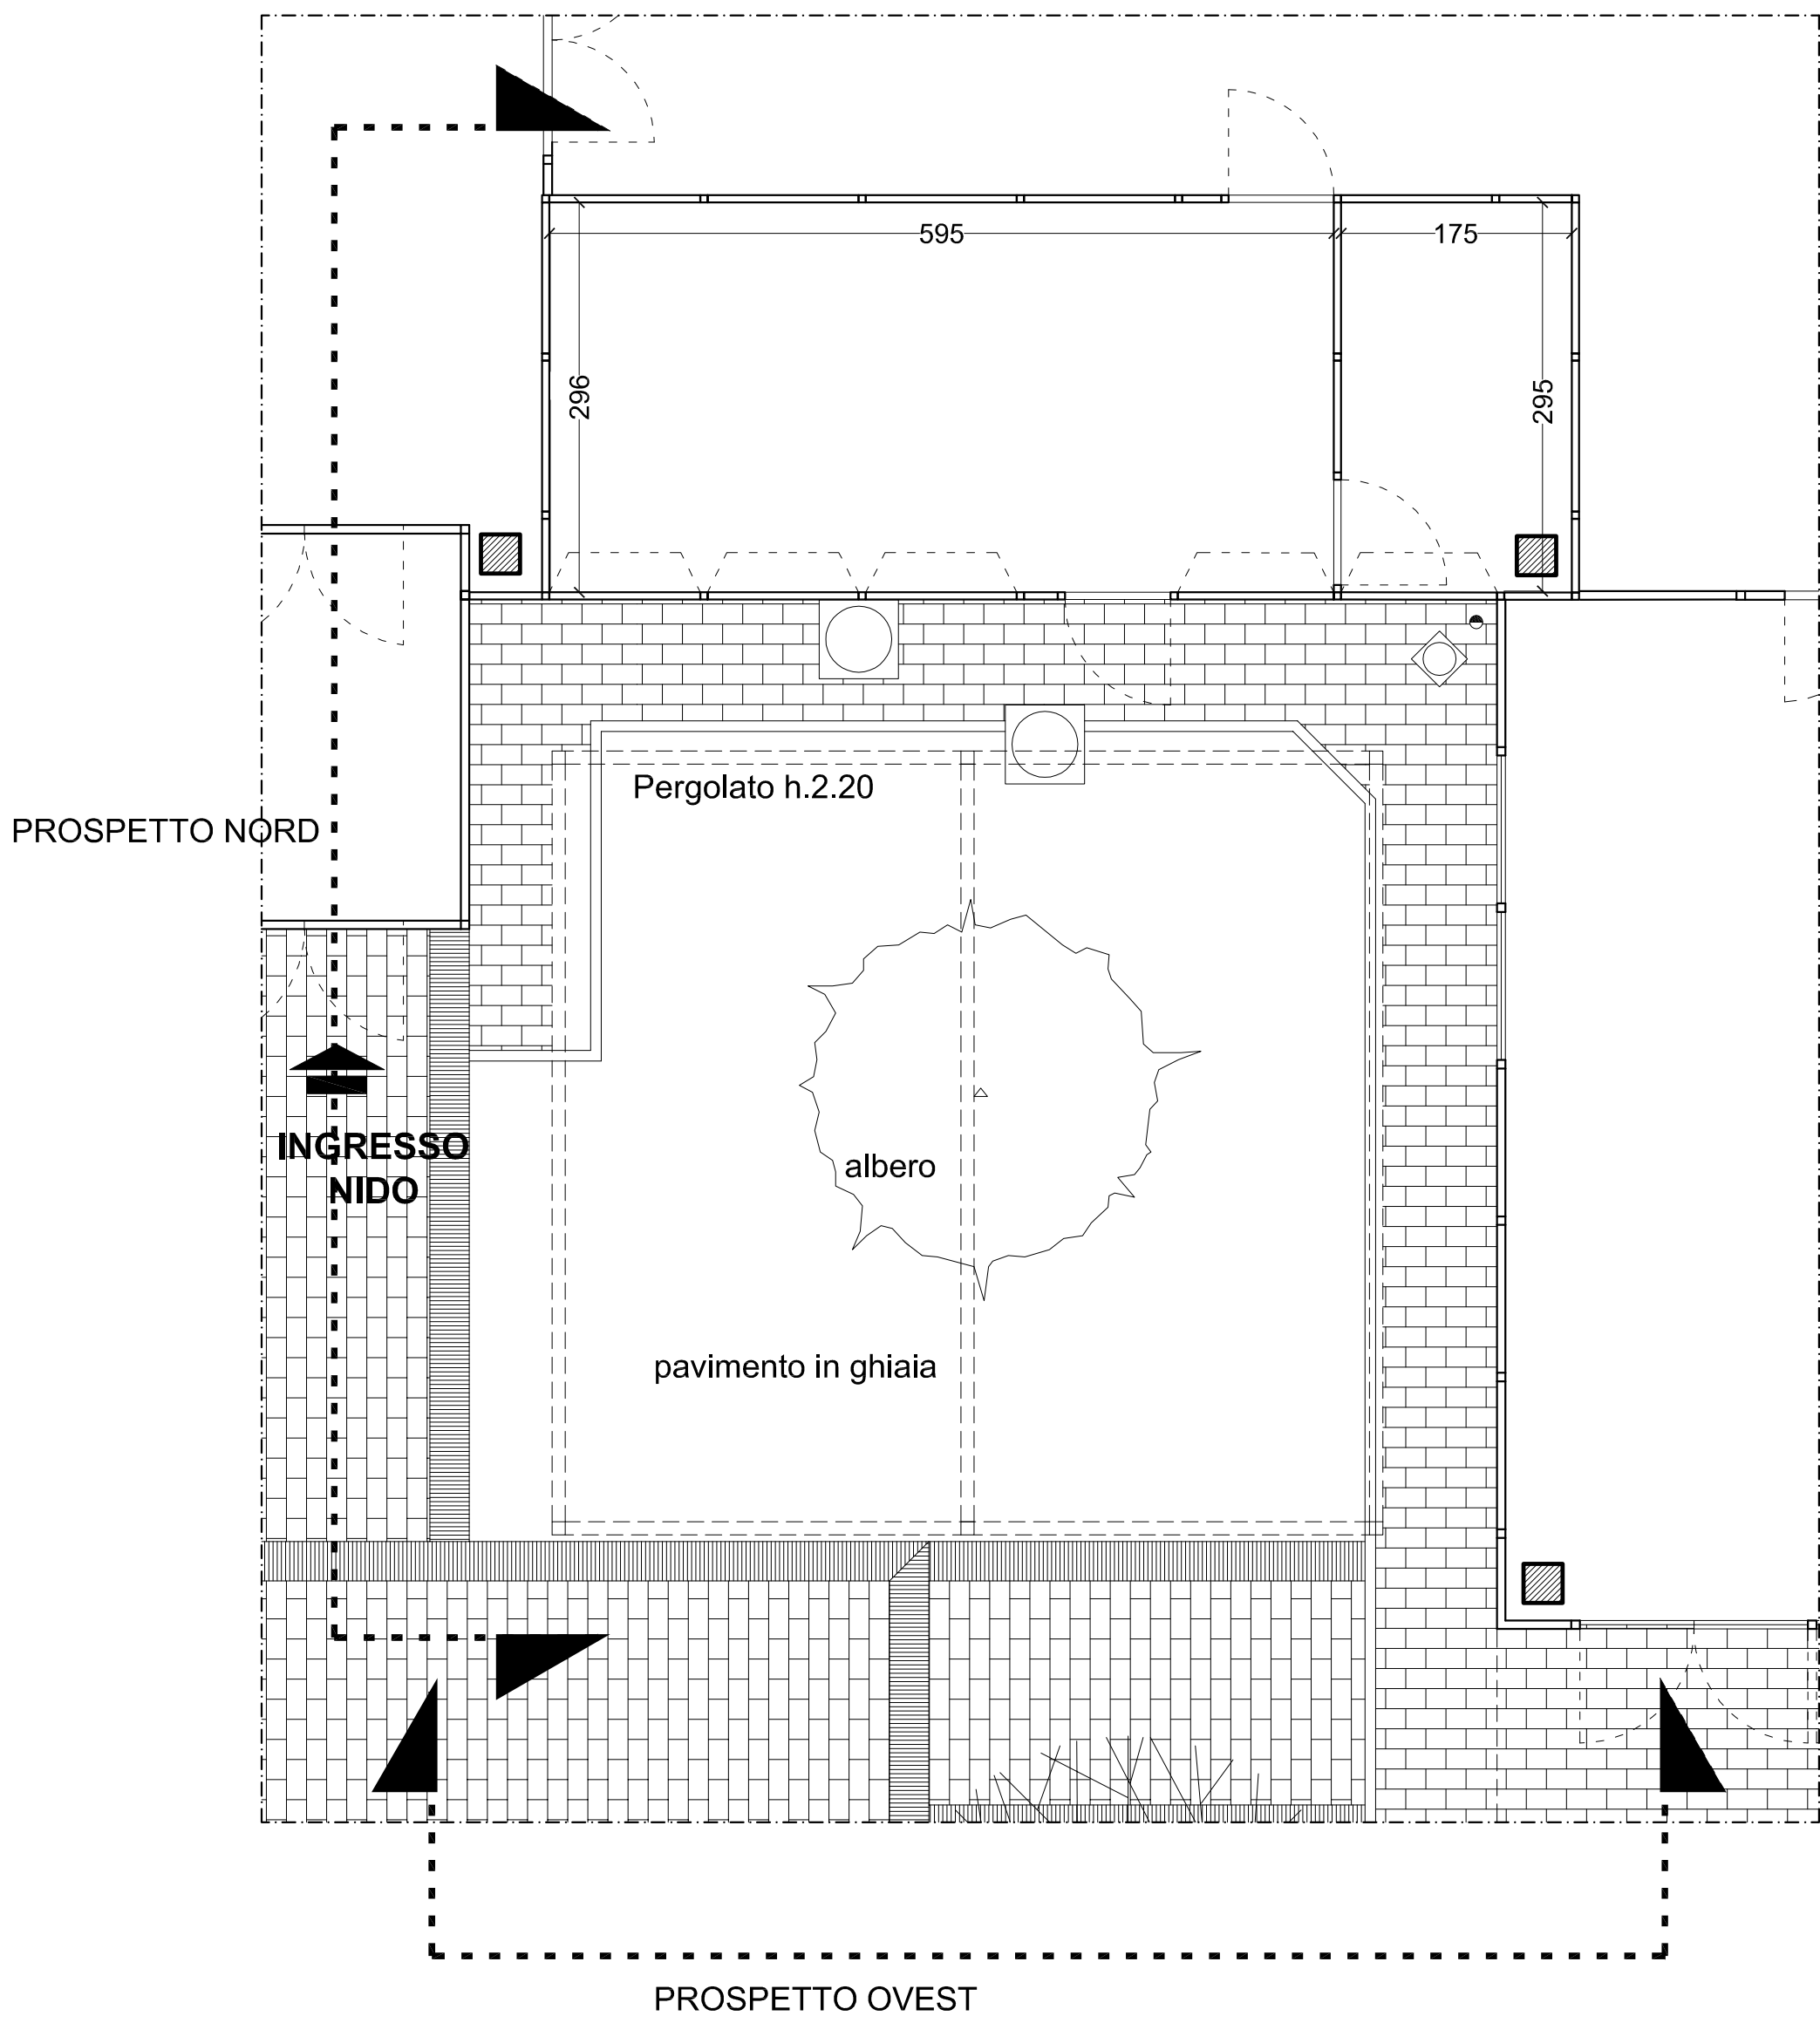 595
175
296
295
Pergolato h.2.20
PROSPETTO NORD
INGRESSO
NIDO
albero
pavimento in ghiaia
PROSPETTO OVEST